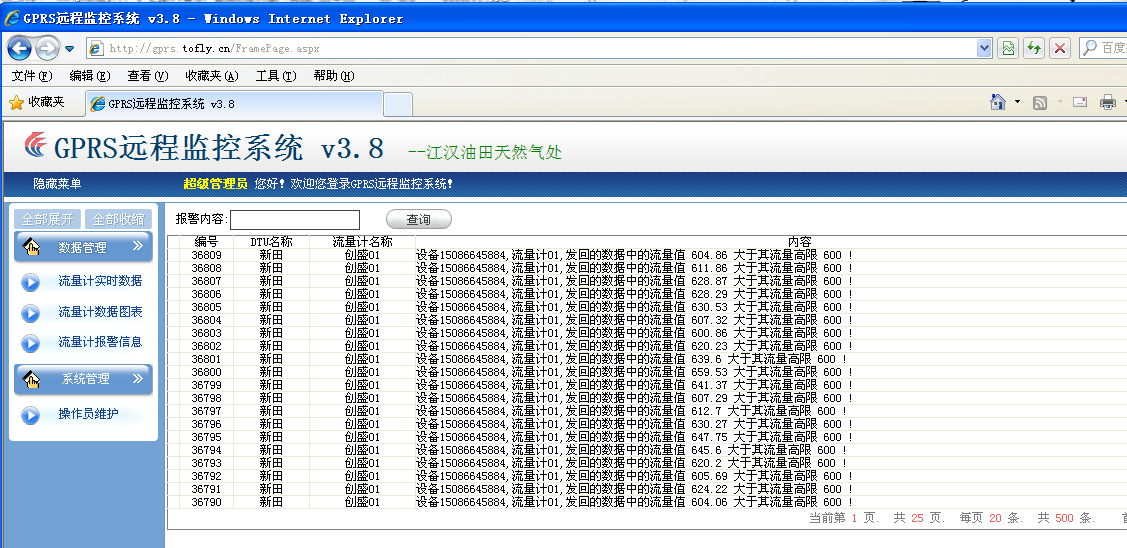 GPRS远程监控系统 v3.8 - Windows Internet Explorer
http://gprs.tofly.cn/FramePage.aspx
文件(F) 编辑(E) 查看(V) 收藏夹(A) 工具(T) 帮助(H)
收藏夹 GPRS远程监控系统 v3.8
GPRS远程监控系统 v3.8 --江汉油田天然气处
隐藏菜单 超级管理员 您好! 欢迎您登录GPRS远程监控系统!
全部展开 全部收缩
数据管理
流量计实时数据
流量计数据图表
流量计报警信息
系统管理
操作员维护
报警内容: 查询
编号 DTU名称 流量计名称 内容
36809 新田 创盛01 设备15086645884,流量计01,发回的数据中的流量值 604.86 大于其流量高限 600 !
36808 新田 创盛01 设备15086645884,流量计01,发回的数据中的流量值 611.86 大于其流量高限 600 !
36807 新田 创盛01 设备15086645884,流量计01,发回的数据中的流量值 628.87 大于其流量高限 600 !
36806 新田 创盛01 设备15086645884,流量计01,发回的数据中的流量值 628.29 大于其流量高限 600 !
36805 新田 创盛01 设备15086645884,流量计01,发回的数据中的流量值 630.53 大于其流量高限 600 !
36804 新田 创盛01 设备15086645884,流量计01,发回的数据中的流量值 607.32 大于其流量高限 600 !
36803 新田 创盛01 设备15086645884,流量计01,发回的数据中的流量值 600.86 大于其流量高限 600 !
36802 新田 创盛01 设备15086645884,流量计01,发回的数据中的流量值 620.23 大于其流量高限 600 !
36801 新田 创盛01 设备15086645884,流量计01,发回的数据中的流量值 639.6 大于其流量高限 600 !
36800 新田 创盛01 设备15086645884,流量计01,发回的数据中的流量值 659.53 大于其流量高限 600 !
36799 新田 创盛01 设备15086645884,流量计01,发回的数据中的流量值 641.37 大于其流量高限 600 !
36798 新田 创盛01 设备15086645884,流量计01,发回的数据中的流量值 607.29 大于其流量高限 600 !
36797 新田 创盛01 设备15086645884,流量计01,发回的数据中的流量值 612.7 大于其流量高限 600 !
36796 新田 创盛01 设备15086645884,流量计01,发回的数据中的流量值 630.27 大于其流量高限 600 !
36795 新田 创盛01 设备15086645884,流量计01,发回的数据中的流量值 647.75 大于其流量高限 600 !
36794 新田 创盛01 设备15086645884,流量计01,发回的数据中的流量值 645.6 大于其流量高限 600 !
36793 新田 创盛01 设备15086645884,流量计01,发回的数据中的流量值 620.2 大于其流量高限 600 !
36792 新田 创盛01 设备15086645884,流量计01,发回的数据中的流量值 605.69 大于其流量高限 600 !
36791 新田 创盛01 设备15086645884,流量计01,发回的数据中的流量值 624.22 大于其流量高限 600 !
36790 新田 创盛01 设备15086645884,流量计01,发回的数据中的流量值 604.06 大于其流量高限 600 !
当前第 1 页. 共 25 页. 每页 20 条. 共 500 条.